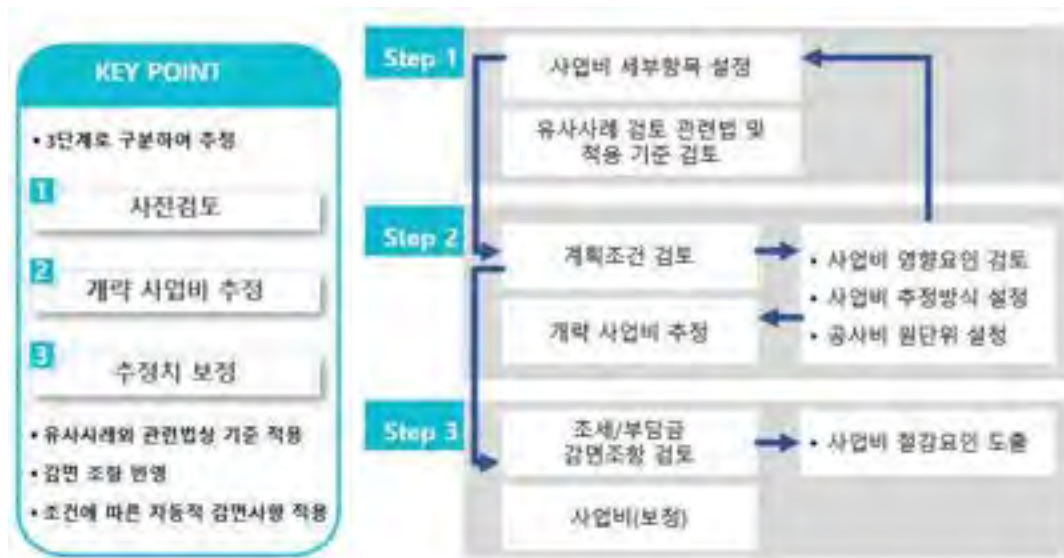 KEY POINT
• 3단계로 구분하여 추정
1 사전검토
2 개략 사업비 추정
3 추정치 보정
• 유사사례와 관련법상 기준 적용
• 감면 조항 반영
• 조건에 따른 자동적 감면사항 적용
Step 1
사업비 세부항목 설정
유사사례 검토 관련법 및
적용 기준 검토
Step 2
계획조건 검토
개략 사업비 추정
• 사업비 영향요인 검토
• 사업비 추정방식 설정
• 공사비 원단위 설정
Step 3
조세/부담금
감면조항 검토
• 사업비 절감요인 도출
사업비(보정)